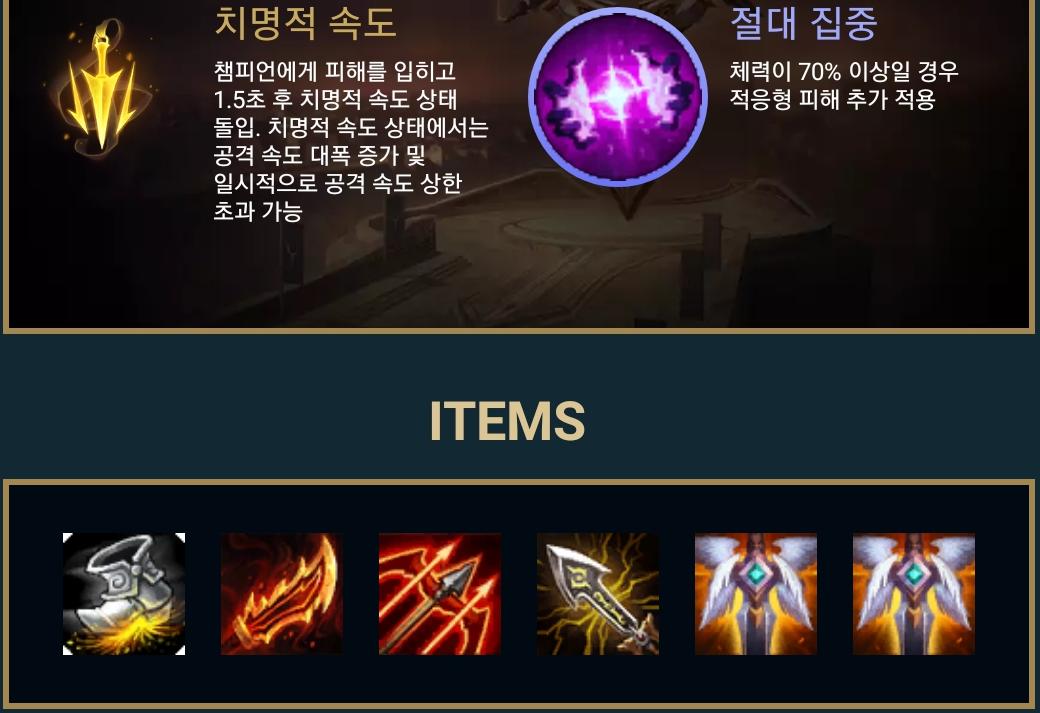 치명적 속도
챔피언에게 피해를 입히고
1.5초 후 치명적 속도 상태
돌입. 치명적 속도 상태에서는
공격 속도 대폭 증가 및
일시적으로 공격 속도 상한
초과 가능
절대 집중
체력이 70% 이상일 경우
적응형 피해 추가 적용
ITEMS